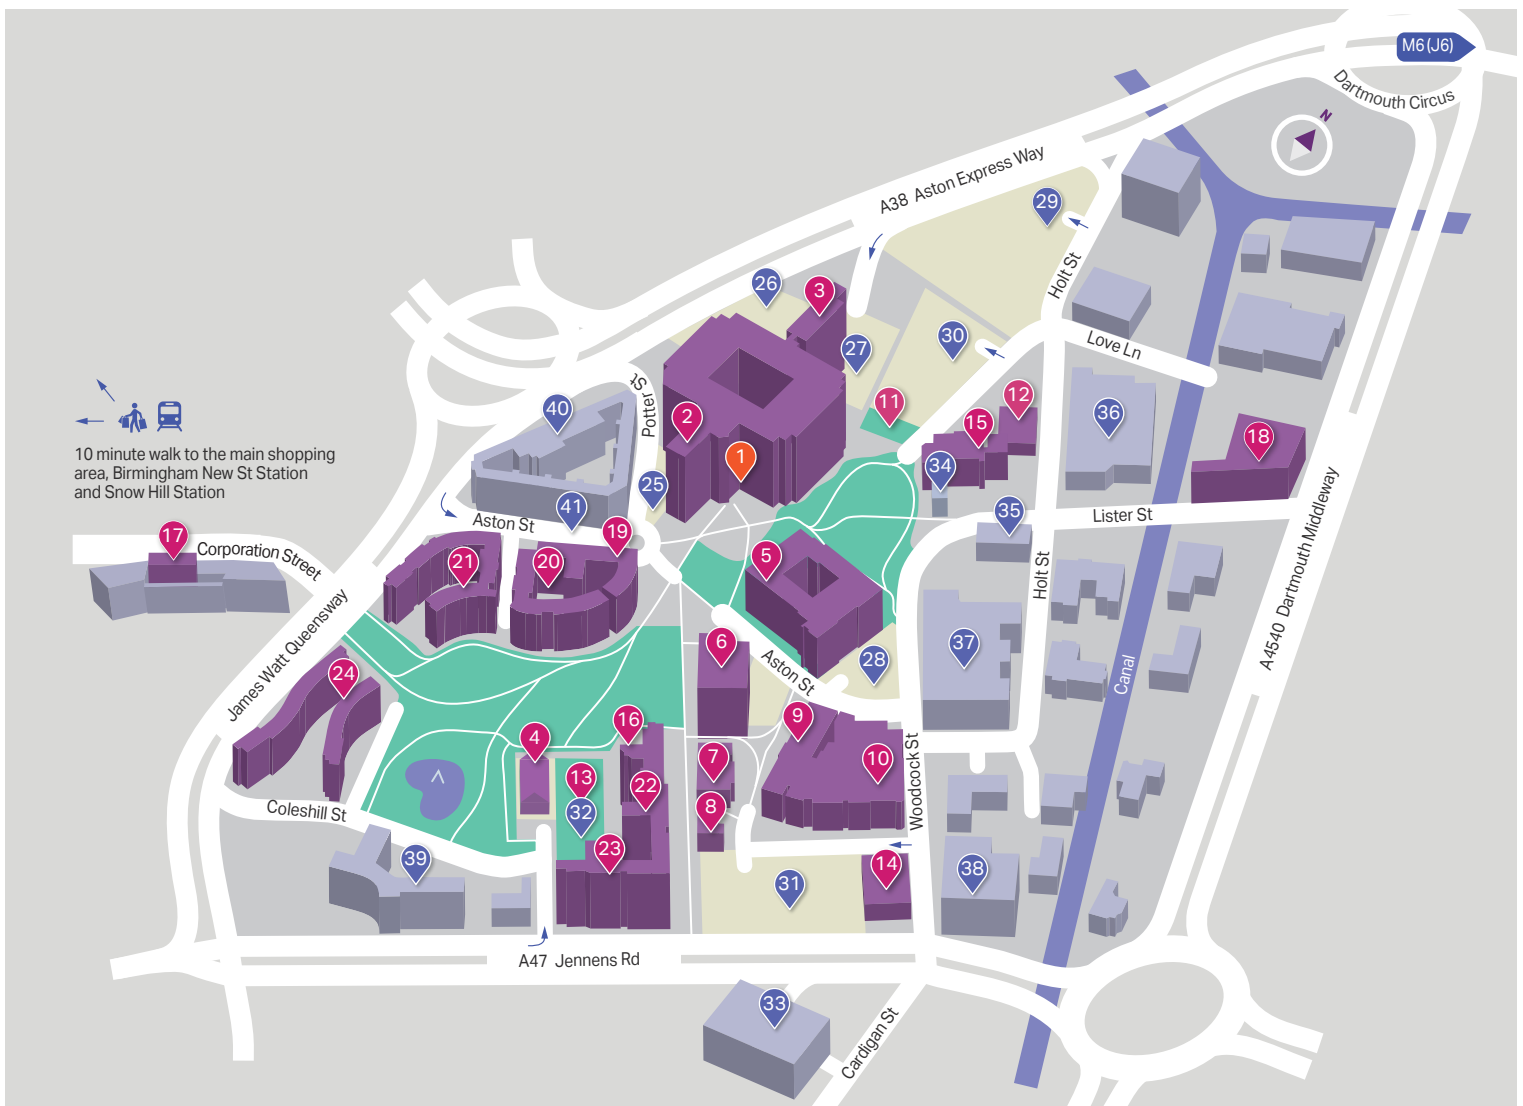 M6(J6)
Dartmouth Circus
N
A38 Aston Express Way
29
Holt St
26
3
30
27
Love Ln
Potter St
40
2
11
12
15
36
18
1
10 minute walk to the main shopping
area, Birmingham New St Station
and Snow Hill Station
34
25
41
35
Lister St
Aston St
19
17
Corporation Street
21
20
5
Holt St
A4540 Dartmouth Middleway
James Watt Queensway
6
Aston St
28
37
Canal
24
16
9
4
10
7
13
22
Woodcock St
8
32
Coleshill St
23
39
14
38
31
A47 Jennens Rd
33
Cardigan St